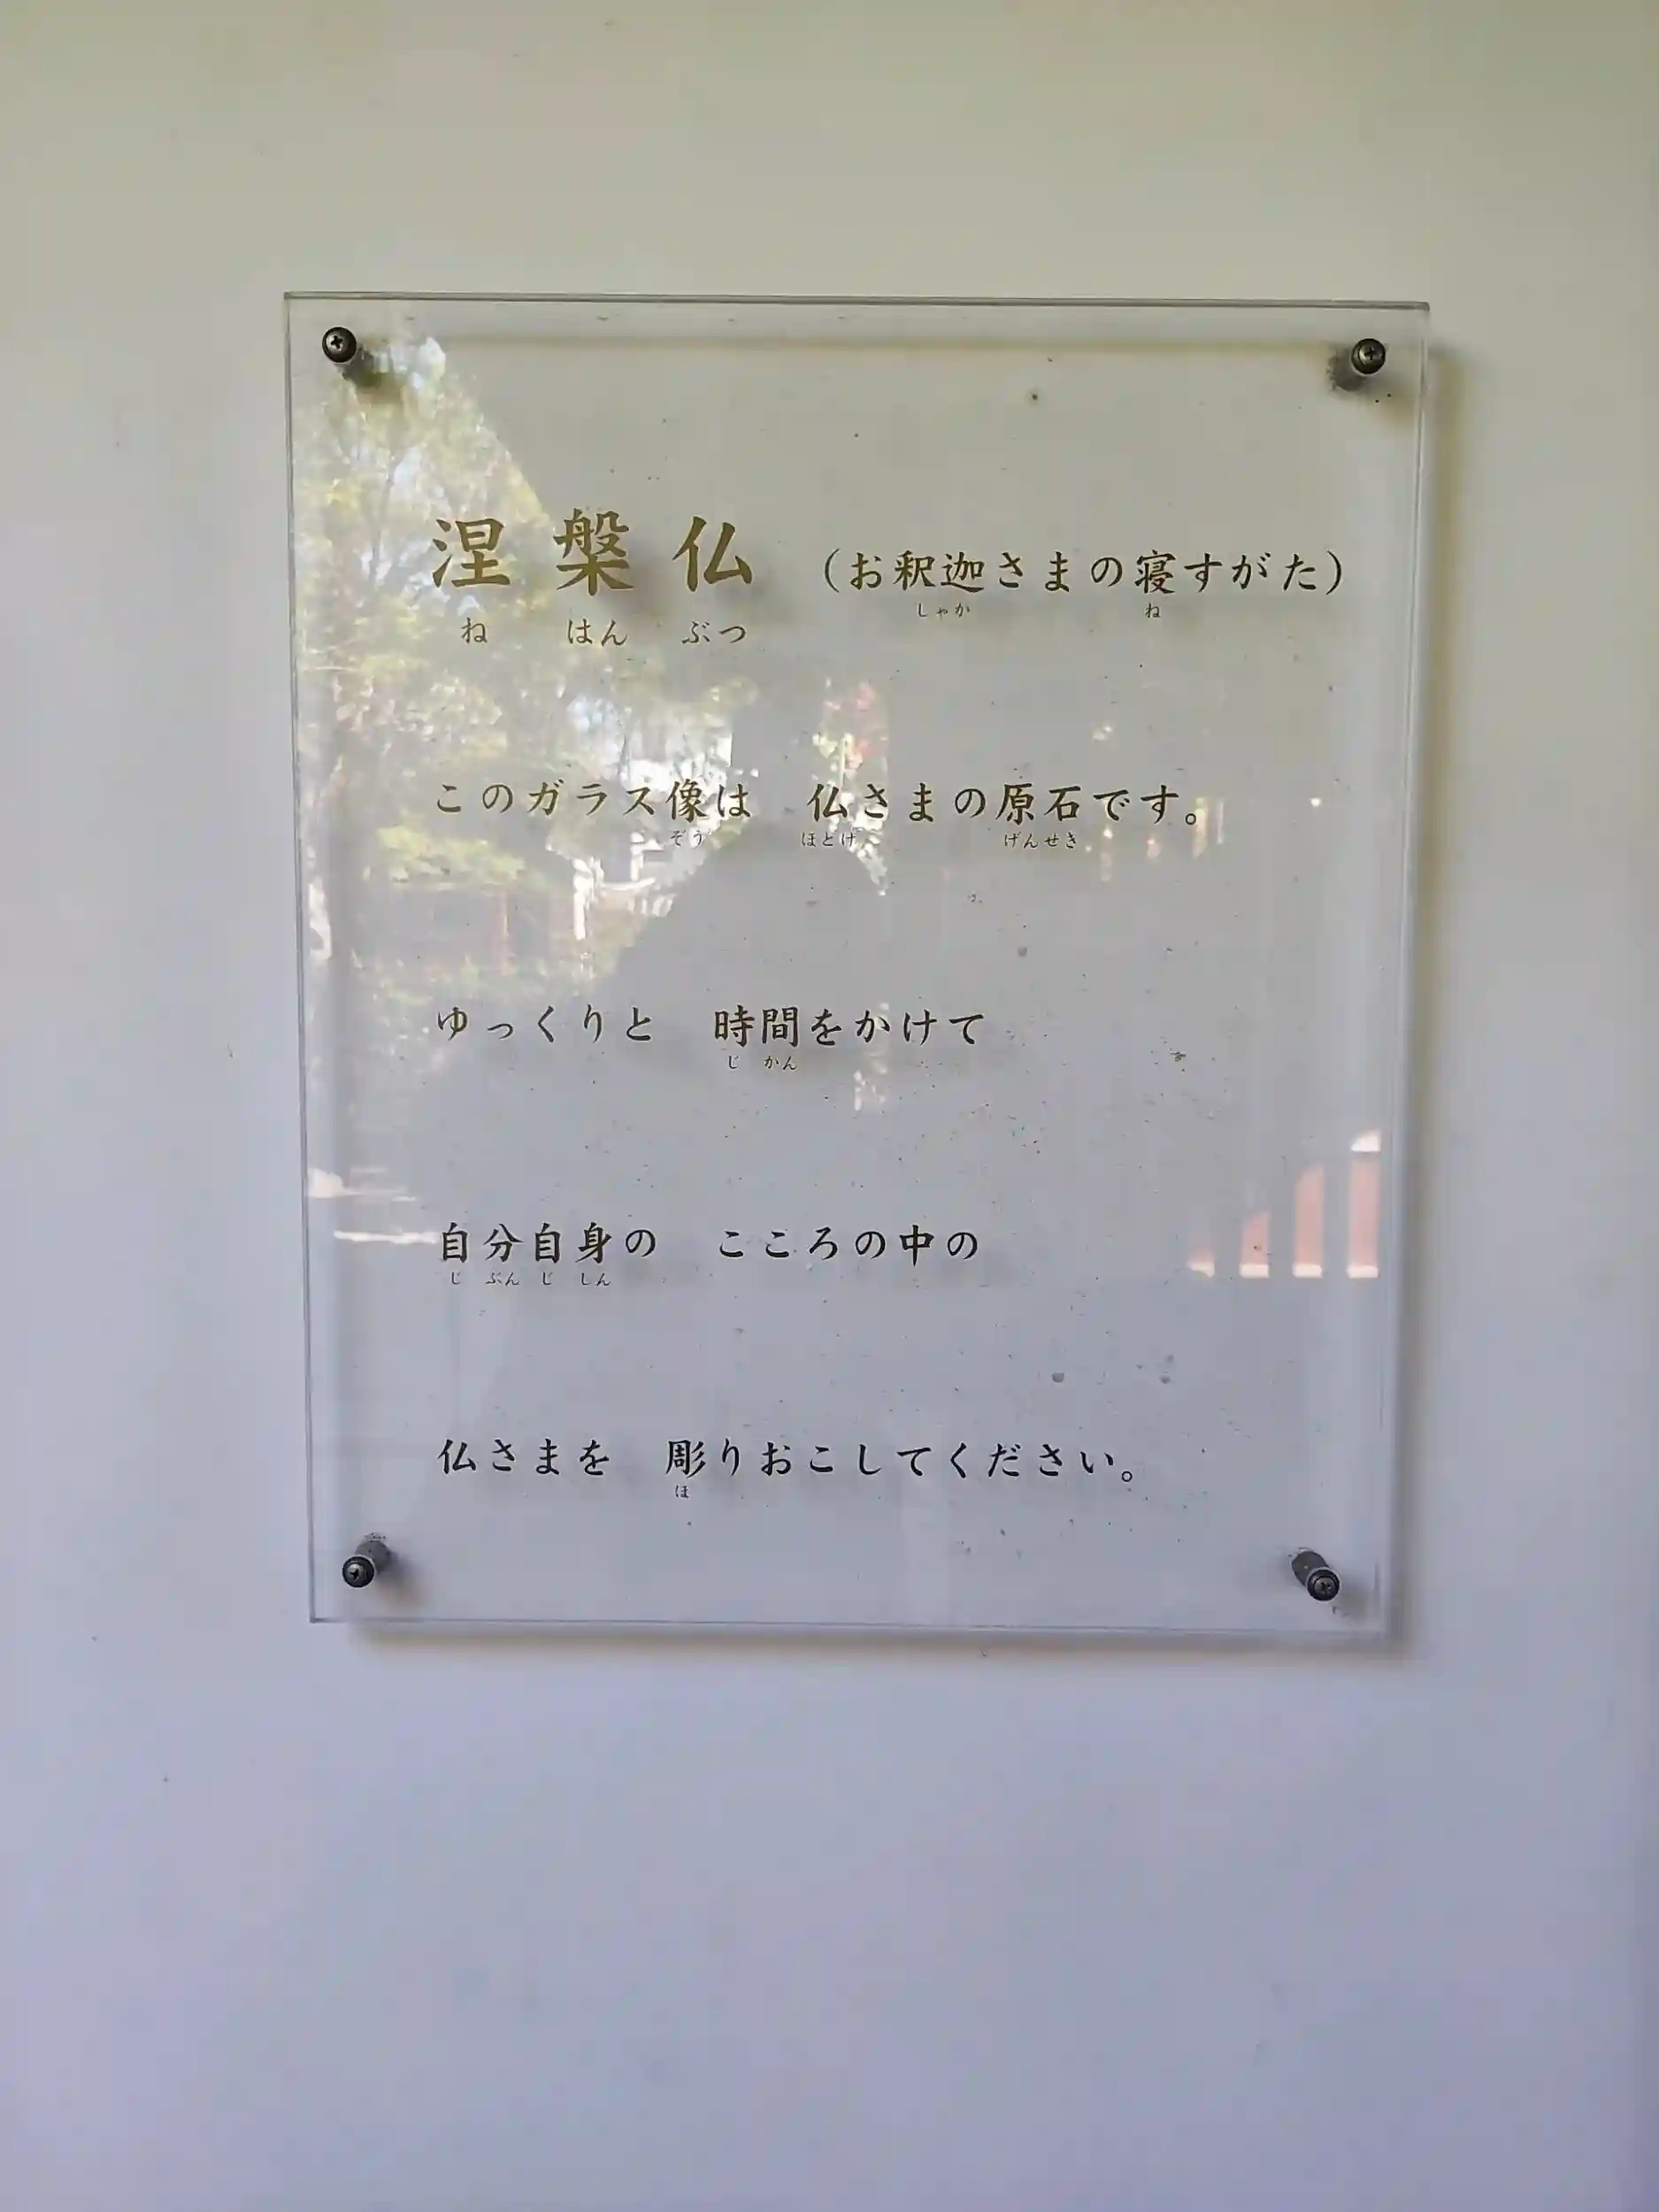 涅槃仏（お釈迦さまの寝すがた）
ねはんぶつ しゃか ね
このガラス像は　仏さまの原石です。
ぞう ほとけ げんせき
ゆっくりと　時間をかけて
じ かん
自分自身の　こころの中の
じ ぶん じ しん
仏さまを　彫りおこしてください。
ほ